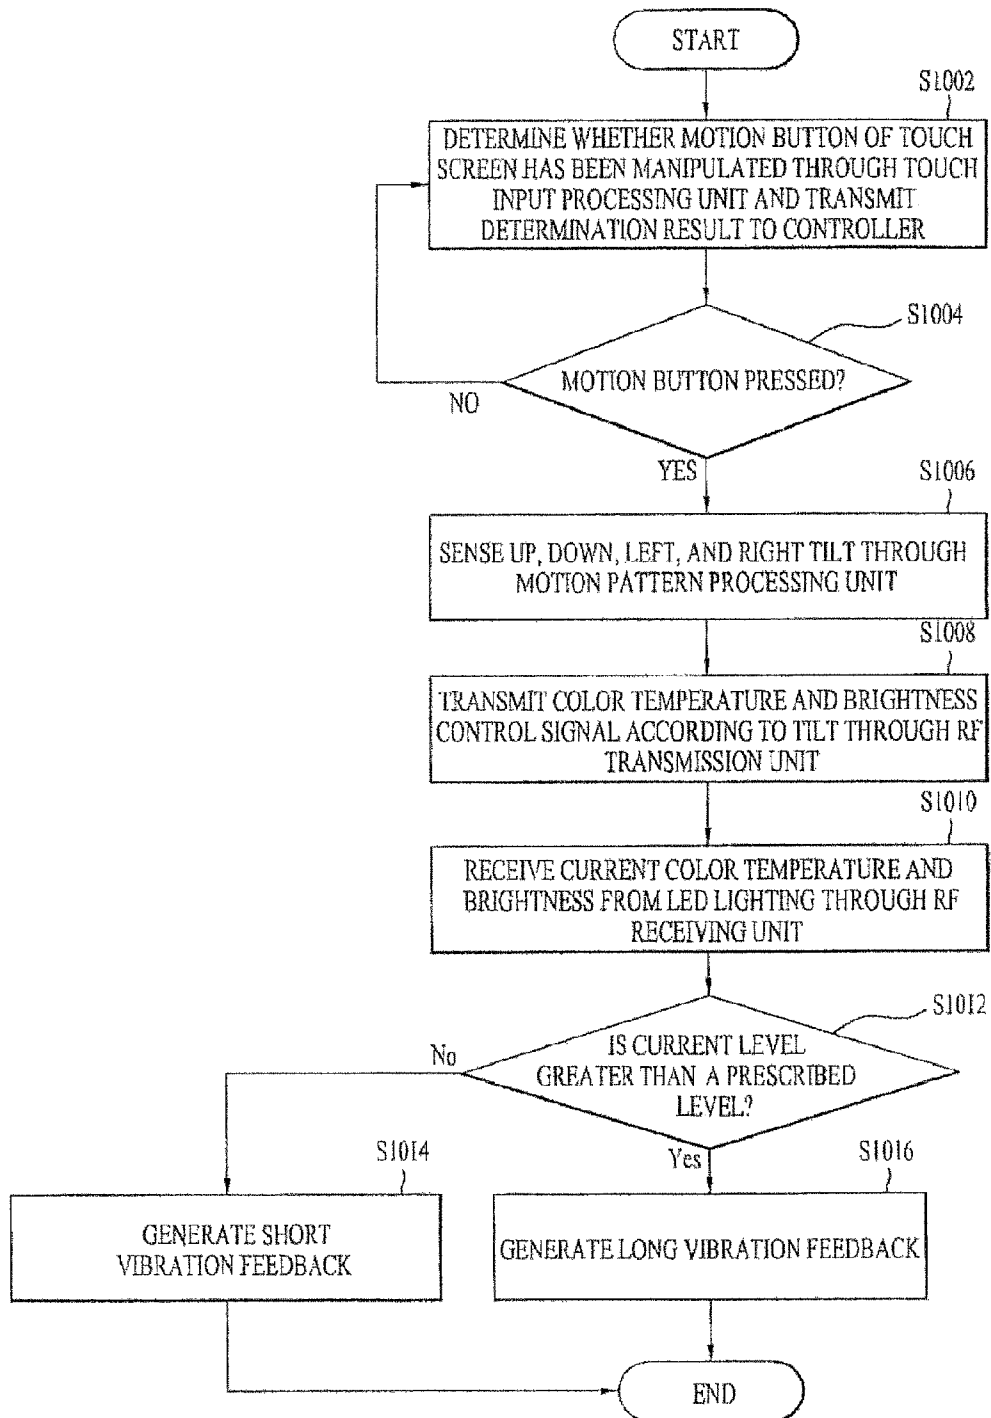 START
S1002
DETERMINE WHETHER MOTION BUTTON OF TOUCH
SCREEN HAS BEEN MANIPULATED THROUGH TOUCH
INPUT PROCESSING UNIT AND TRANSMIT
DETERMINATION RESULT TO CONTROLLER
S1004
MOTION BUTTON PRESSED?
NO
YES
S1006
SENSE UP, DOWN, LEFT, AND RIGHT TILT THROUGH
MOTION PATTERN PROCESSING UNIT
S1008
TRANSMIT COLOR TEMPERATURE AND BRIGHTNESS
CONTROL SIGNAL ACCORDING TO TILT THROUGH RF
TRANSMISSION UNIT
S1010
RECEIVE CURRENT COLOR TEMPERATURE AND
BRIGHTNESS FROM LED LIGHTING THROUGH RF
RECEIVING UNIT
S1012
IS CURRENT LEVEL
GREATER THAN A PRESCRIBED
LEVEL?
No
Yes
S1014
GENERATE SHORT
VIBRATION FEEDBACK
S1016
GENERATE LONG VIBRATION FEEDBACK
END